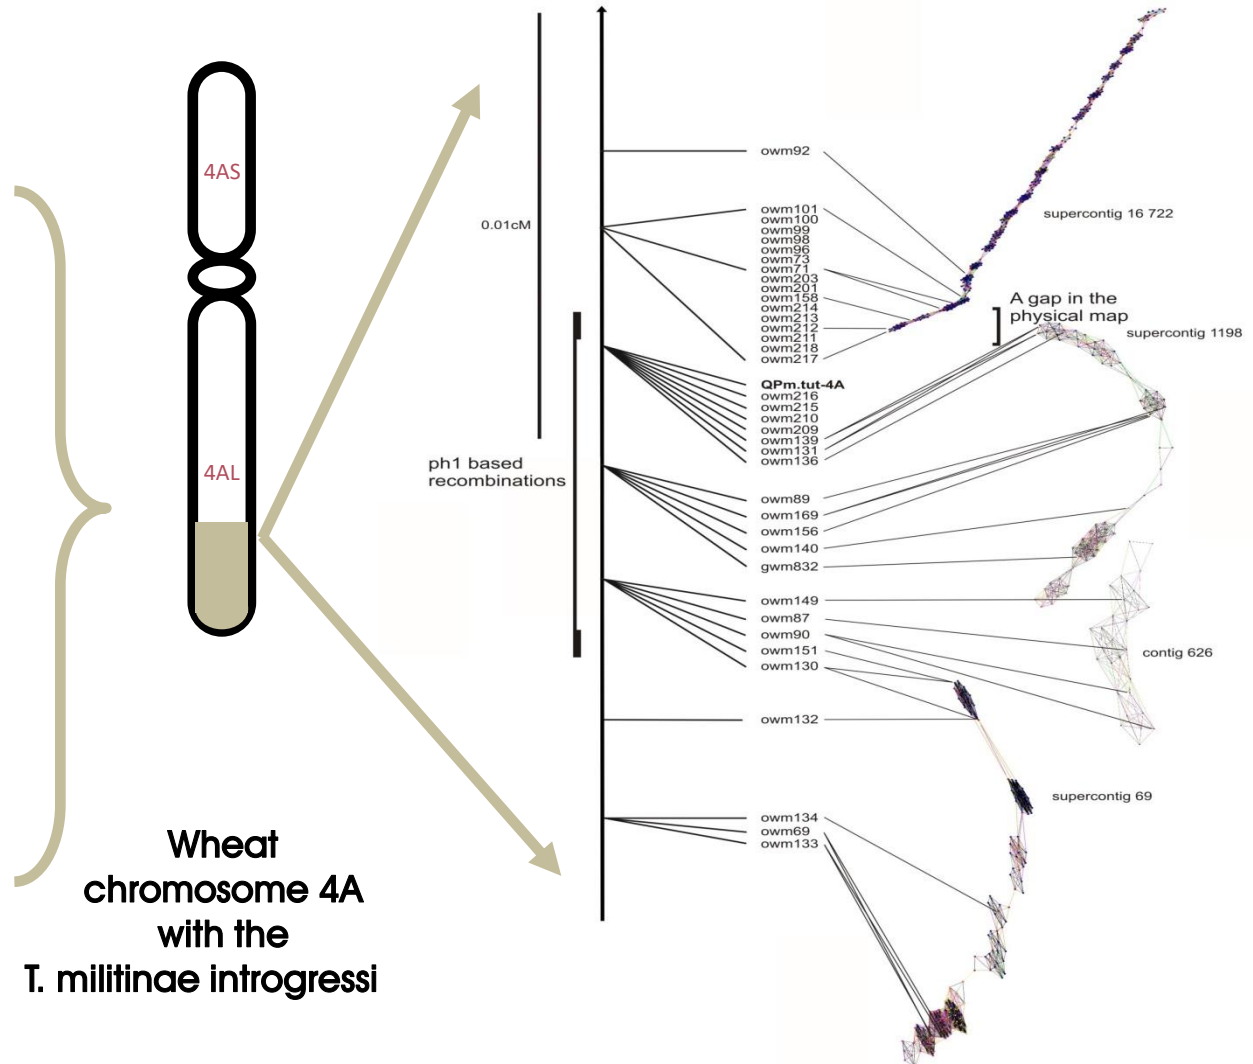 4AS
4AL
Wheat
chromosome 4A
with the
T. militinae introgressi
0.01cM
ph1 based
recombinations
owm92
owm101
owm100
owm99
owm98
owm96
owm73
owm71
owm203
owm201
owm158
owm214
owm213
owm212
owm211
owm218
owm217
QPm.tut-4A
owm216
owm215
owm210
owm209
owm139
owm131
owm136
owm89
owm169
owm156
owm140
gwm832
owm149
owm87
owm90
owm151
owm130
owm132
owm134
owm69
owm133
supercontig 16 722
A gap in the
physical map
supercontig 1198
contig 626
supercontig 69